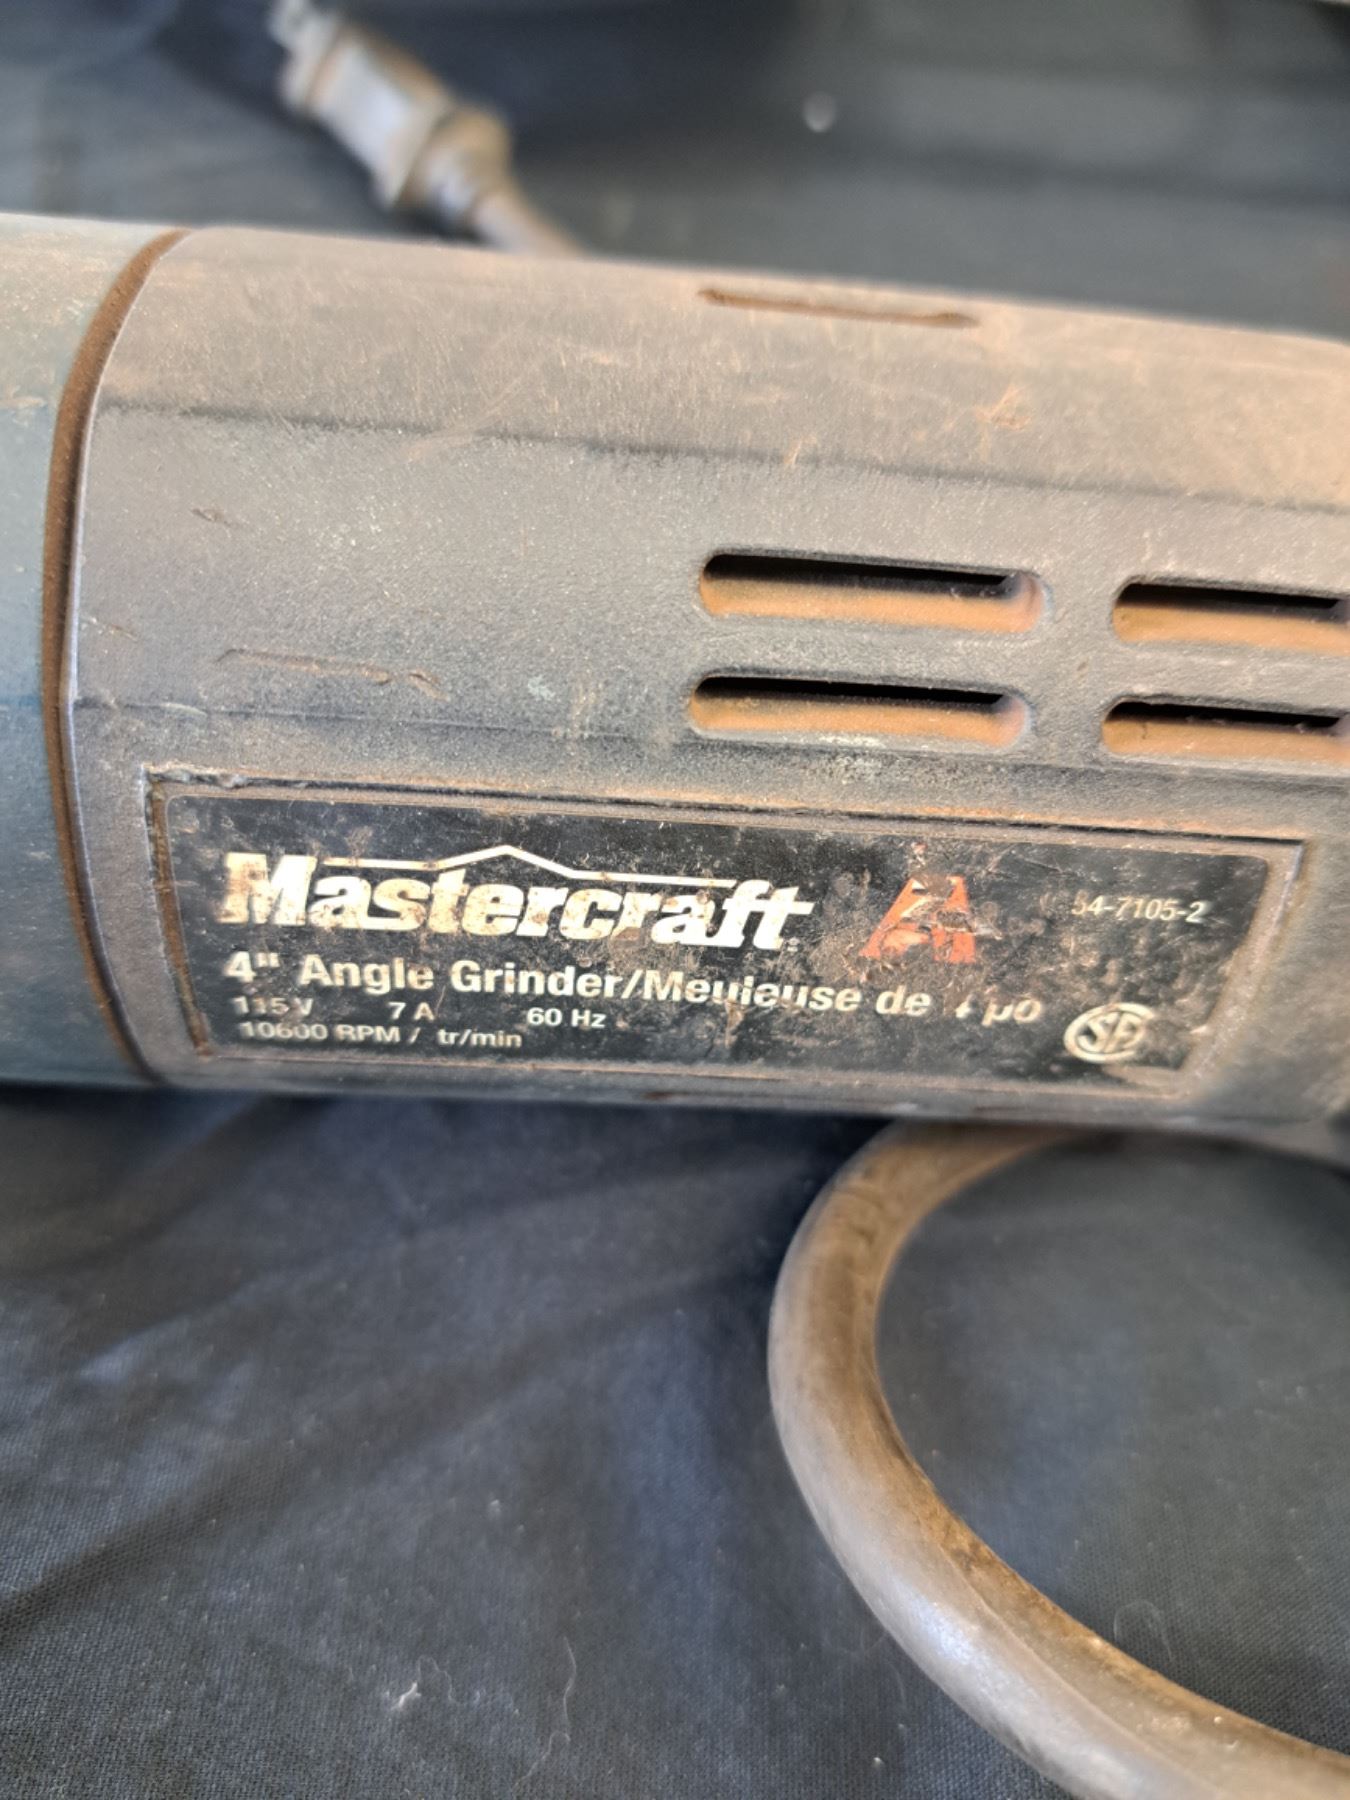 Mastercraft
54-7105-2
4" Angle Grinder/Meuleuse de 4 po
115 V 7 A 60 Hz
10600 RPM / tr/min